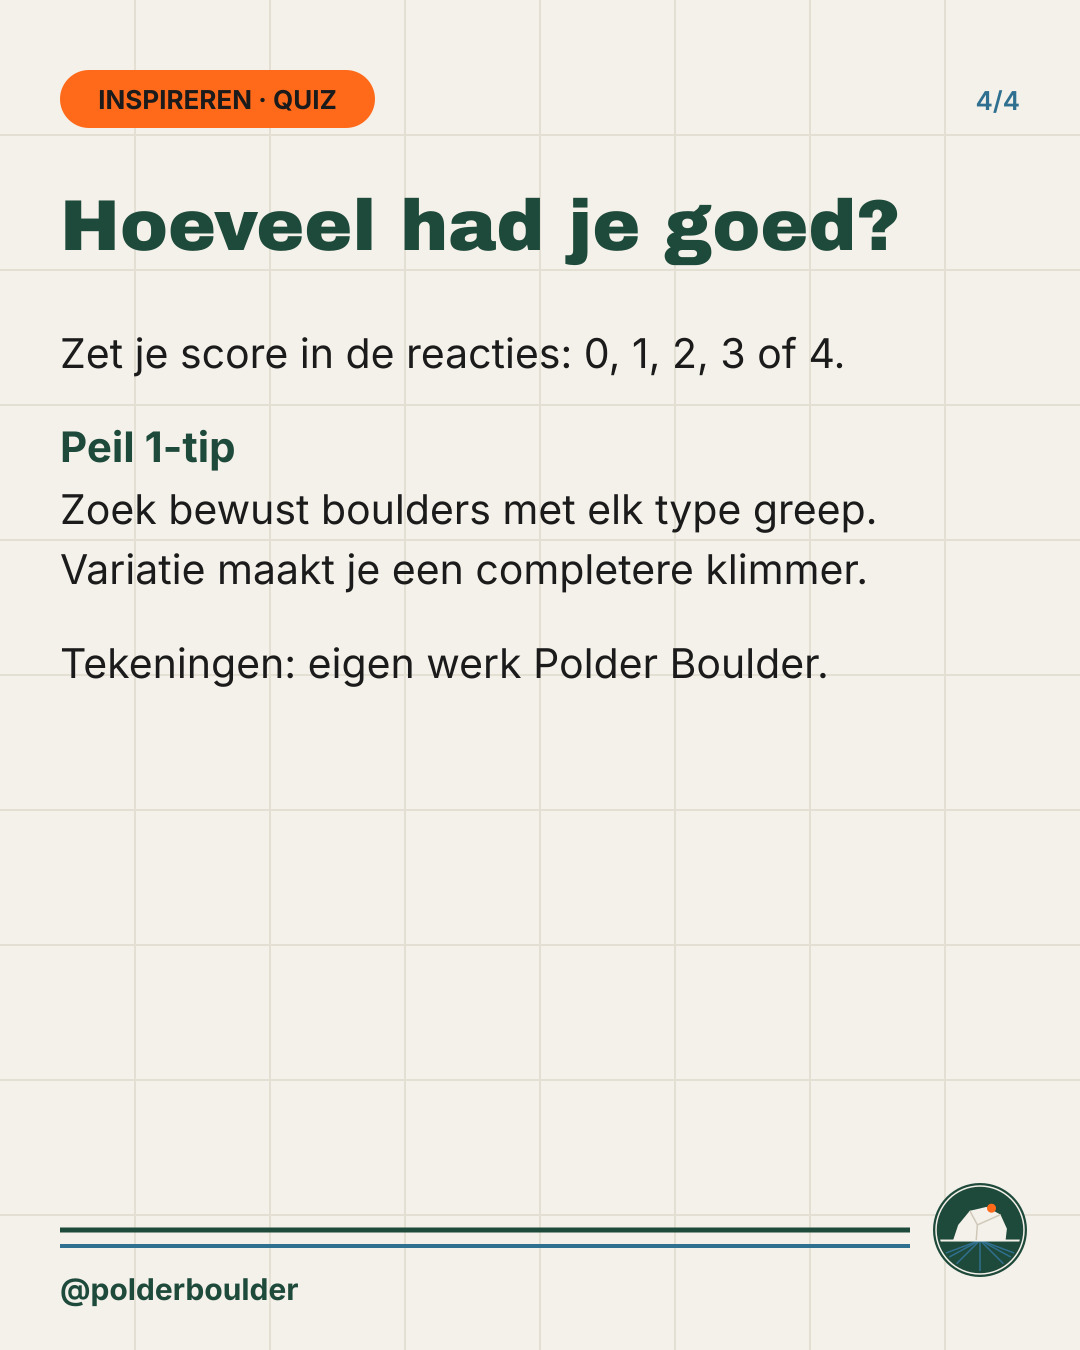 INSPIREREN · QUIZ
4/4
Hoeveel had je goed?
Zet je score in de reacties: 0, 1, 2, 3 of 4.
Peil 1-tip
Zoek bewust boulders met elk type greep.
Variatie maakt je een completere klimmer.
Tekeningen: eigen werk Polder Boulder.
@polderboulder